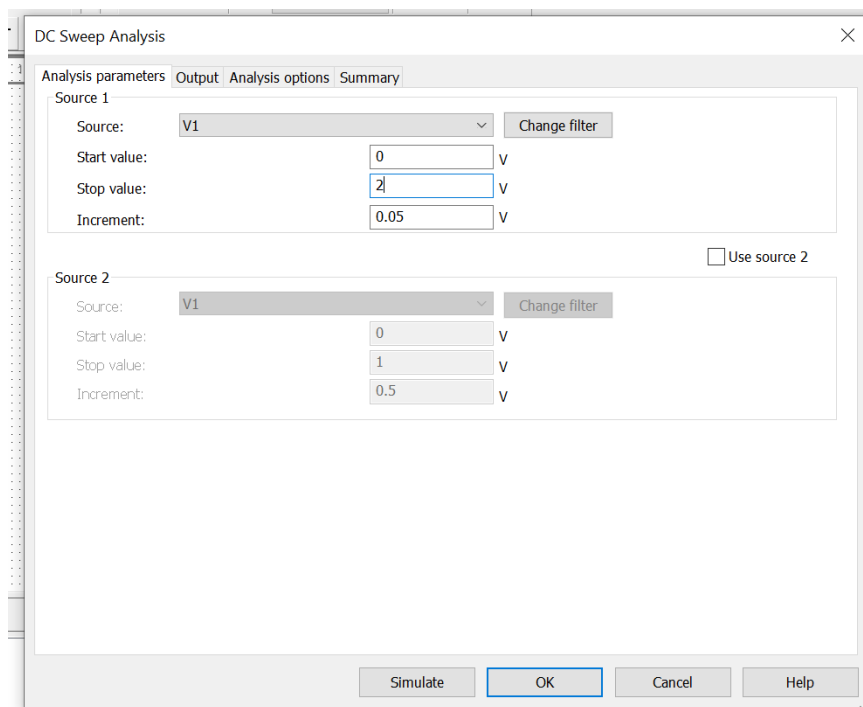 DC Sweep Analysis
Analysis parameters Output Analysis options Summary
Source 1
Source: V1 Change filter
Start value: 0 V
Stop value: 2 V
Increment: 0.05 V
Use source 2
Source 2
Source: V1 Change filter
Start value: 0 V
Stop value: 1 V
Increment: 0.5 V
Simulate OK Cancel Help